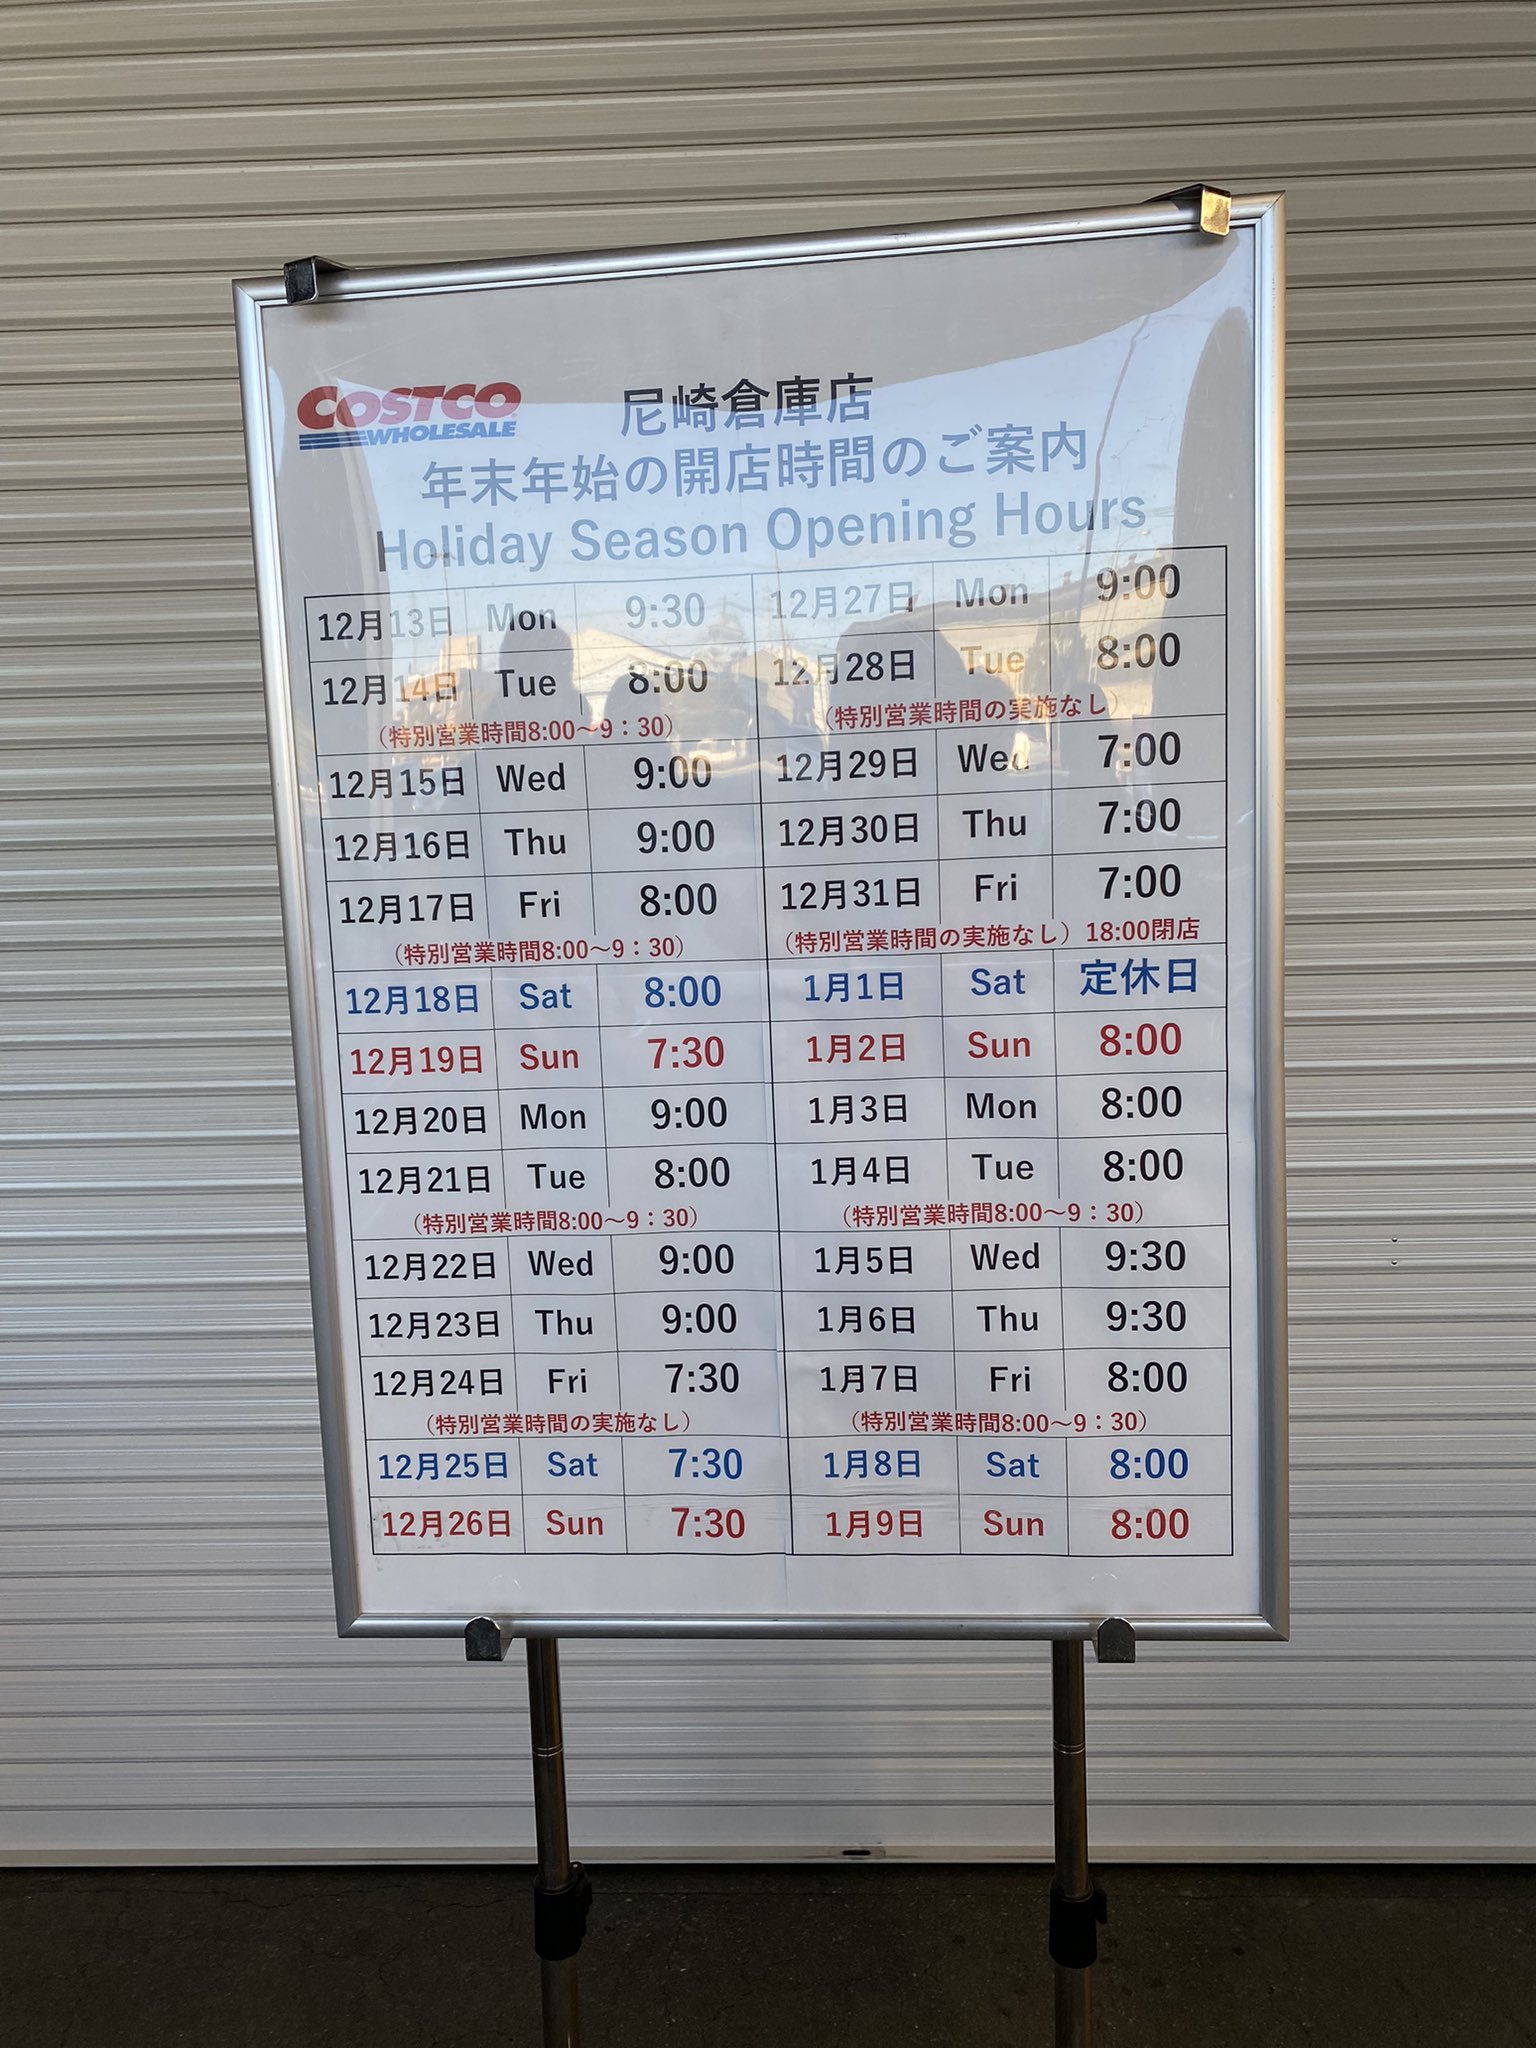 COSTCO
WHOLESALE
尼崎倉庫店
年末年始の開店時間のご案内
Holiday Season Opening Hours
12月13日 Mon 9:30
12月14日 Tue 8:00
（特別営業時間8:00～9：30）
12月15日 Wed 9:00
12月16日 Thu 9:00
12月17日 Fri 8:00
（特別営業時間8:00～9：30）
12月18日 Sat 8:00
12月19日 Sun 7:30
12月20日 Mon 9:00
12月21日 Tue 8:00
（特別営業時間8:00～9：30）
12月22日 Wed 9:00
12月23日 Thu 9:00
12月24日 Fri 7:30
（特別営業時間の実施なし）
12月25日 Sat 7:30
12月26日 Sun 7:30
12月27日 Mon 9:00
12月28日 Tue 8:00
（特別営業時間の実施なし）
12月29日 Wed 7:00
12月30日 Thu 7:00
12月31日 Fri 7:00
（特別営業時間の実施なし）18:00閉店
1月1日 Sat 定休日
1月2日 Sun 8:00
1月3日 Mon 8:00
1月4日 Tue 8:00
（特別営業時間8:00～9：30）
1月5日 Wed 9:30
1月6日 Thu 9:30
1月7日 Fri 8:00
（特別営業時間8:00～9：30）
1月8日 Sat 8:00
1月9日 Sun 8:00